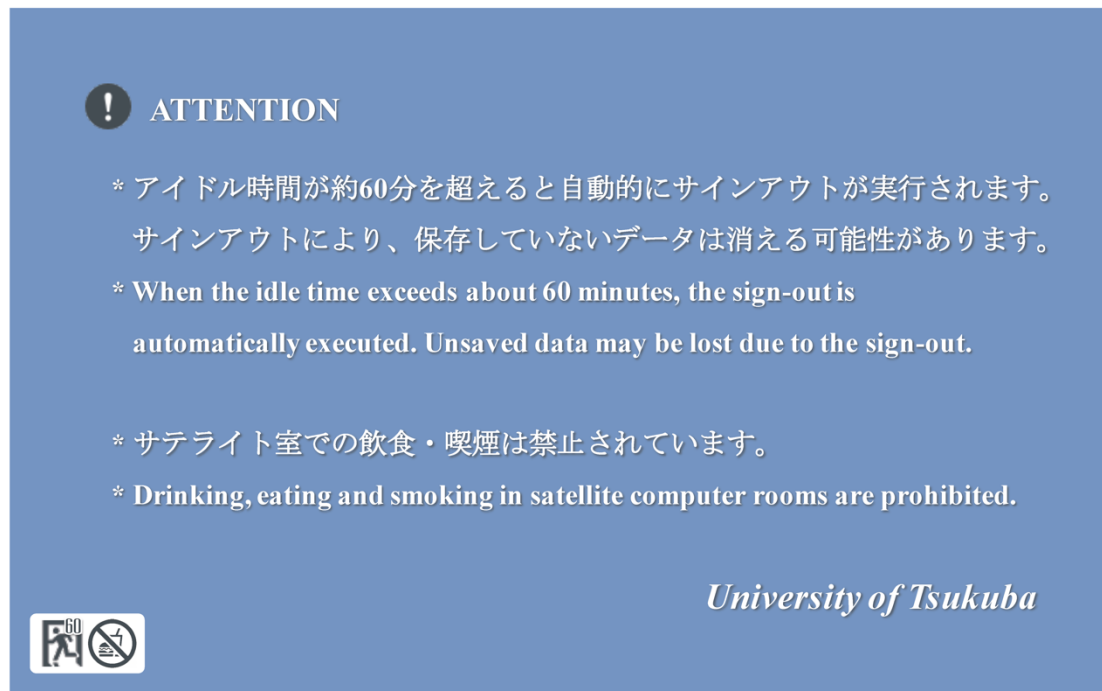 ! ATTENTION
* アイドル時間が約60分を超えると自動的にサインアウトが実行されます。
サインアウトにより、保存していないデータは消える可能性があります。
* When the idle time exceeds about 60 minutes, the sign-out is
automatically executed. Unsaved data may be lost due to the sign-out.
* サテライト室での飲食・喫煙は禁止されています。
* Drinking, eating and smoking in satellite computer rooms are prohibited.
University of Tsukuba
60